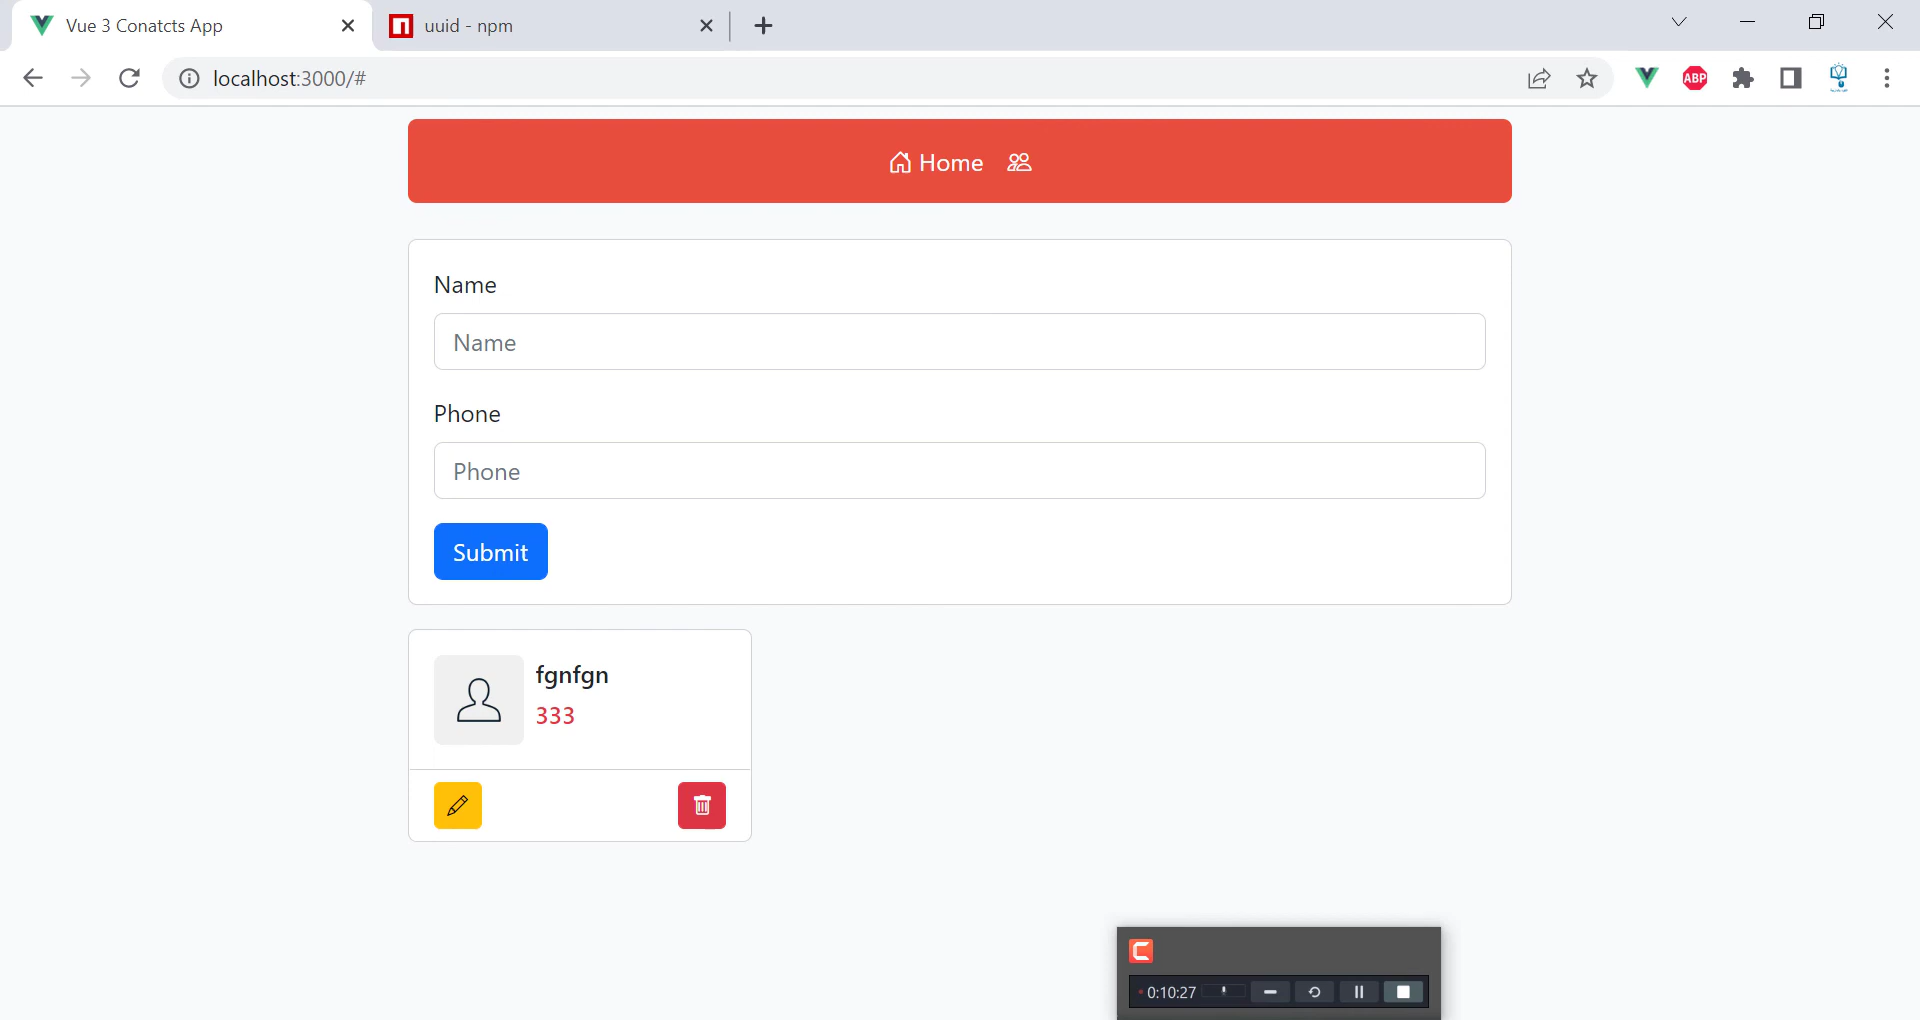 Vue 3 Conatcts App
uuid - npm
localhost:3000/#
ABP
Home
Name
Name
Phone
Phone
Submit
fgnfgn
333
0:10:27